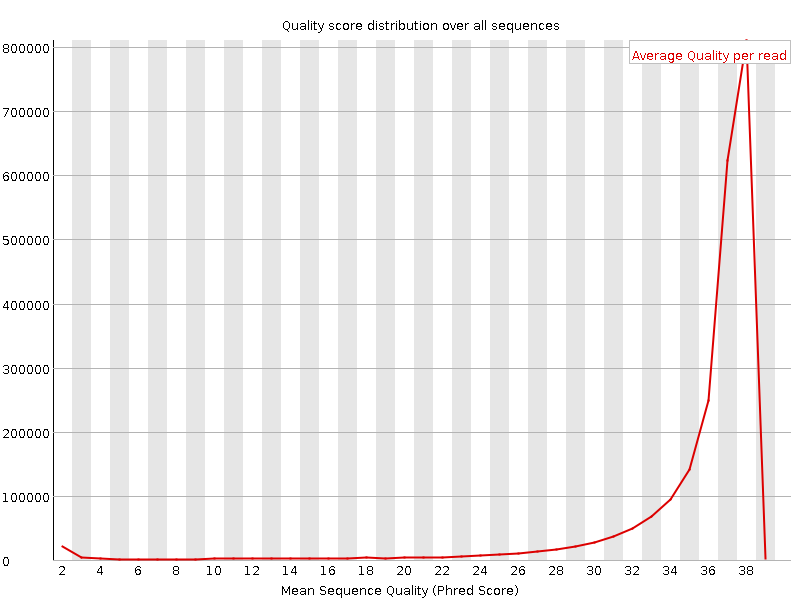 Quality score distribution over all sequences
Average Quality per read
800000
700000
600000
500000
400000
300000
200000
100000
0
2 4 6 8 10 12 14 16 18 20 22 24 26 28 30 32 34 36 38
Mean Sequence Quality (Phred Score)